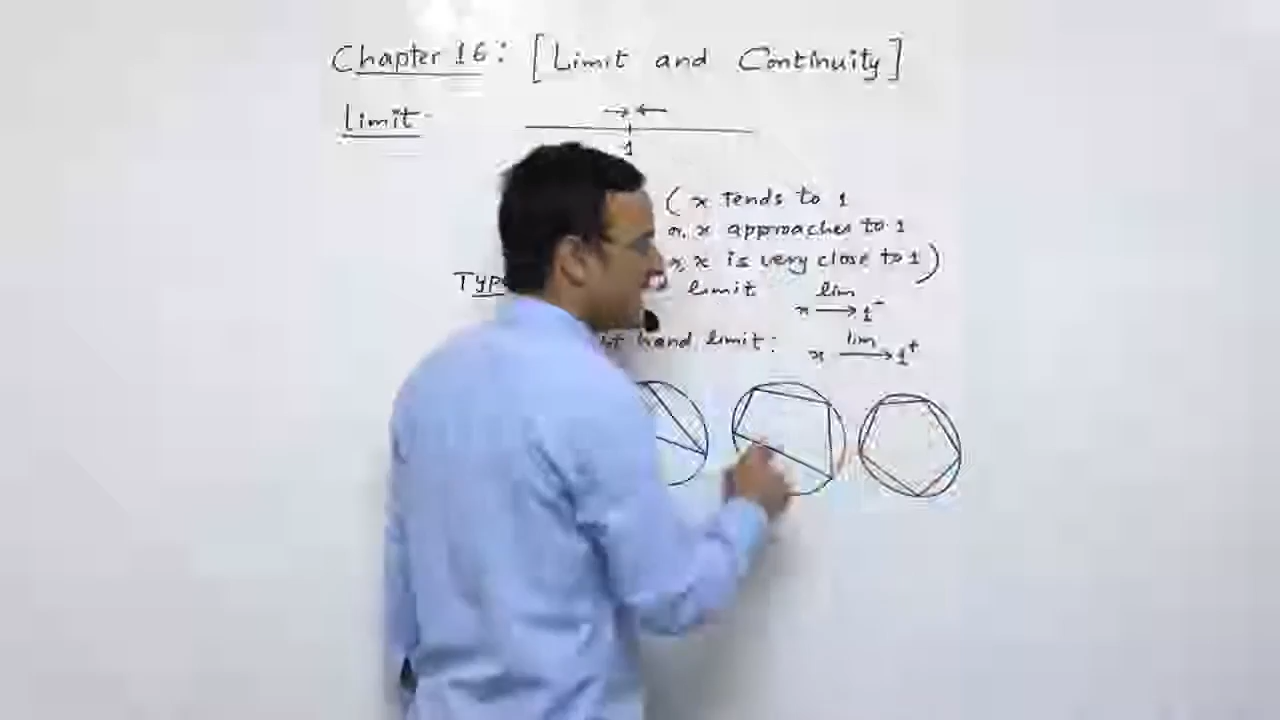 Chapter 16: [Limit and Continuity]
Limit
1
( x tends to 1
x approaches to 1
x is very close to 1 )
limit lim x → 1⁻
hand limit: lim x → 1⁺